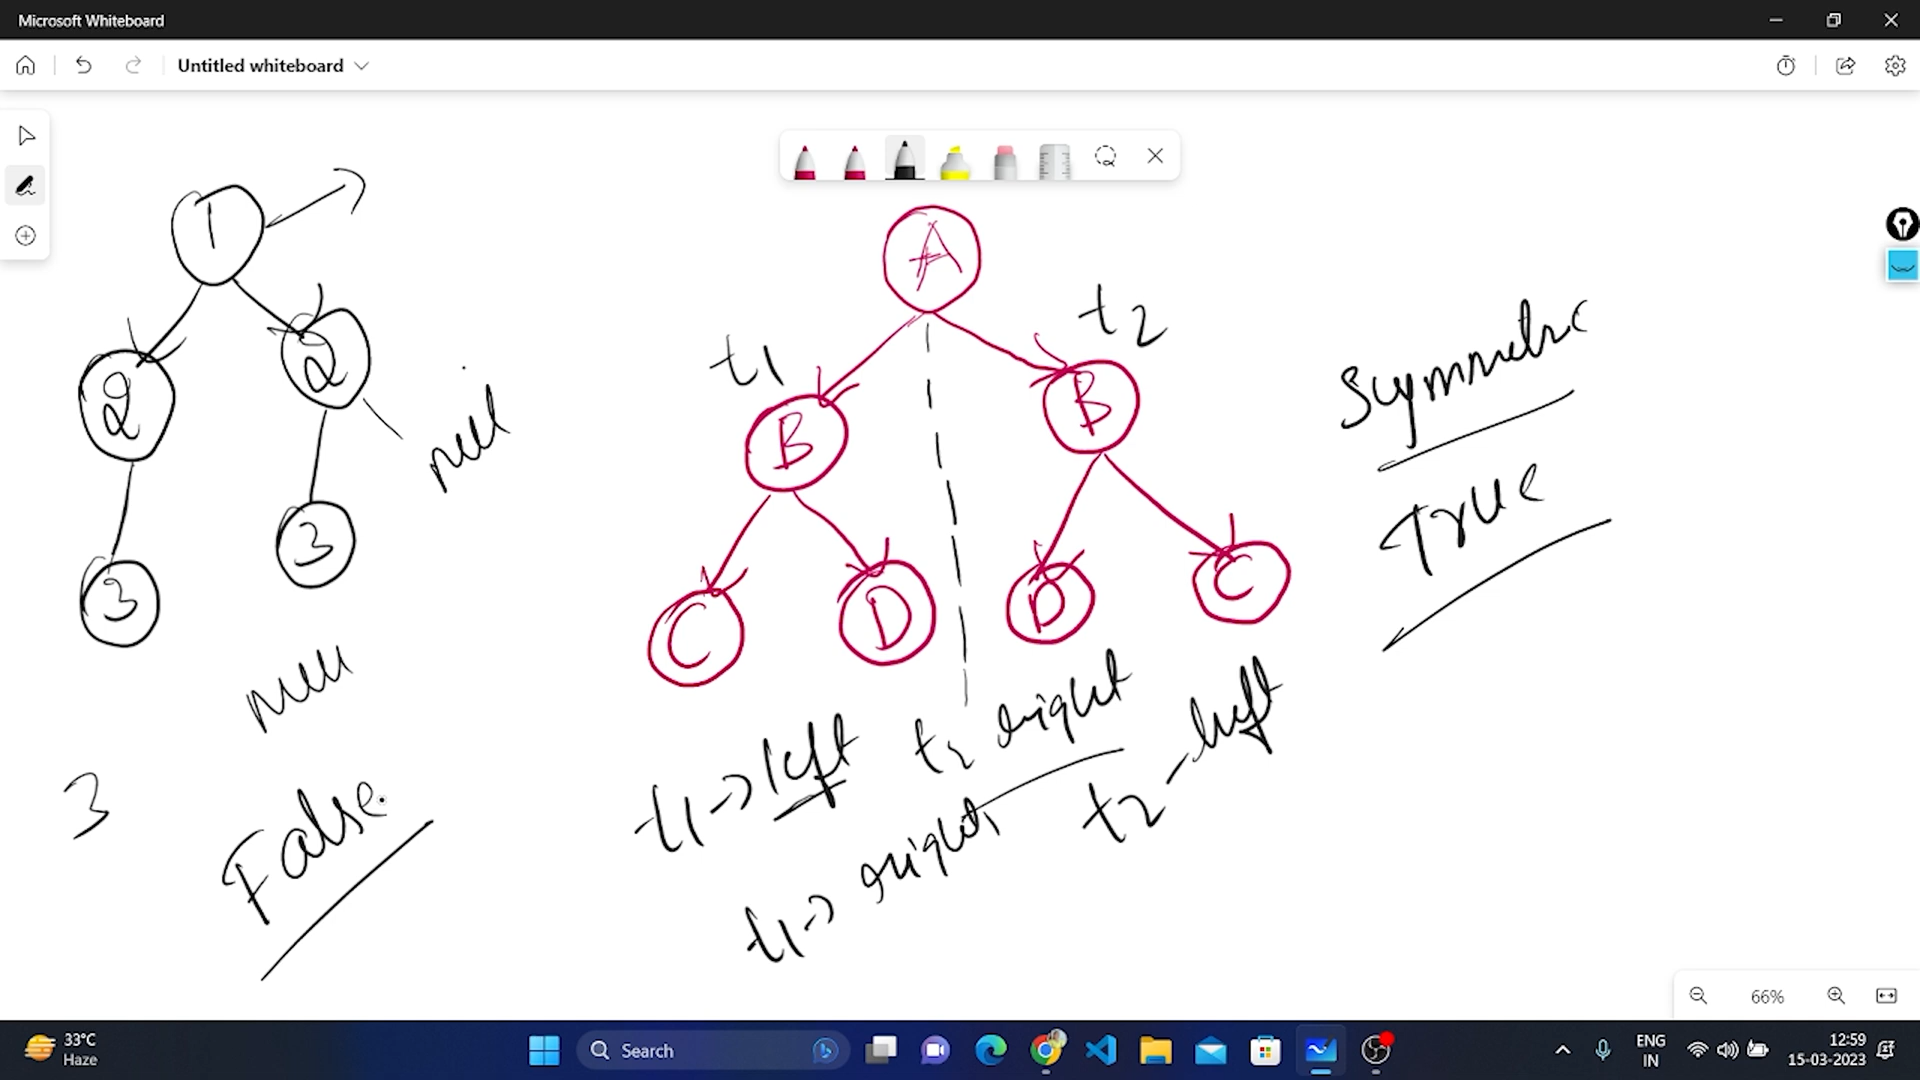 Microsoft Whiteboard
Untitled whiteboard
1
2
2
null
3
3
null
3
False
A
t1
t2
B
B
C
D
D
C
t1->left t2 right
t1-> right, t2-left
Symmetric
True
66%
33°C
Haze
Search
ENG
IN
12:59
15-03-2023